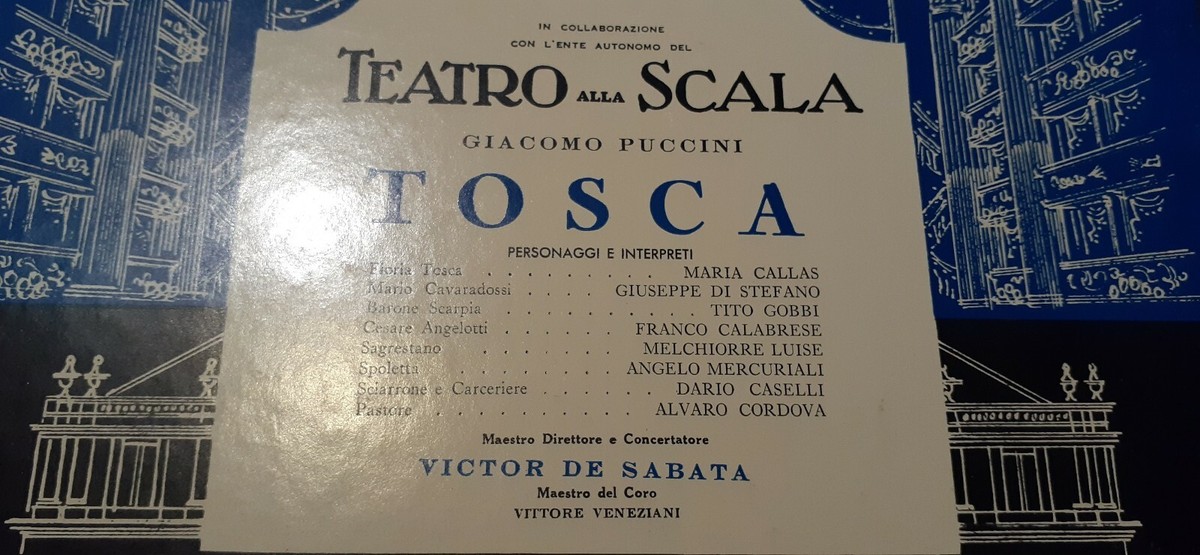 IN COLLABORAZIONE
CON L'ENTE AUTONOMO DEL
TEATRO ALLA SCALA
GIACOMO PUCCINI
TOSCA
PERSONAGGI E INTERPRETI
Floria Tosca . . . . . . . . . MARIA CALLAS
Mario Cavaradossi . . . . GIUSEPPE DI STEFANO
Barone Scarpia . . . . . . . . . . TITO GOBBI
Cesare Angelotti . . . . . . FRANCO CALABRESE
Sagrestano . . . . . . . MELCHIORRE LUISE
Spoletta . . . . . . . . ANGELO MERCURIALI
Sciarrone e Carceriere . . . . . . DARIO CASELLI
Pastore . . . . . . . . . . . ALVARO CORDOVA
Maestro Direttore e Concertatore
VICTOR DE SABATA
Maestro del Coro
VITTORE VENEZIANI